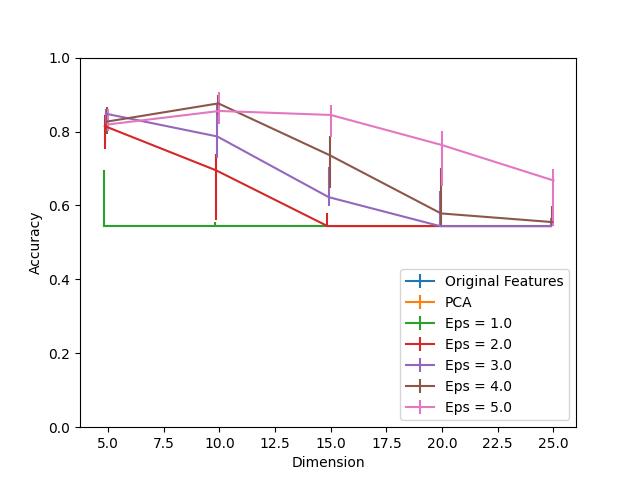 1.0
0.8
0.6
0.4
0.2
0.0
Accuracy
Original Features
PCA
Eps = 1.0
Eps = 2.0
Eps = 3.0
Eps = 4.0
Eps = 5.0
5.0 7.5 10.0 12.5 15.0 17.5 20.0 22.5 25.0
Dimension